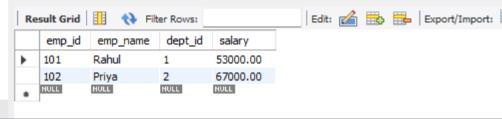 Result Grid Filter Rows: Edit: Export/Import:
emp_id emp_name dept_id salary
101 Rahul 1 53000.00
102 Priya 2 67000.00
NULL NULL NULL NULL